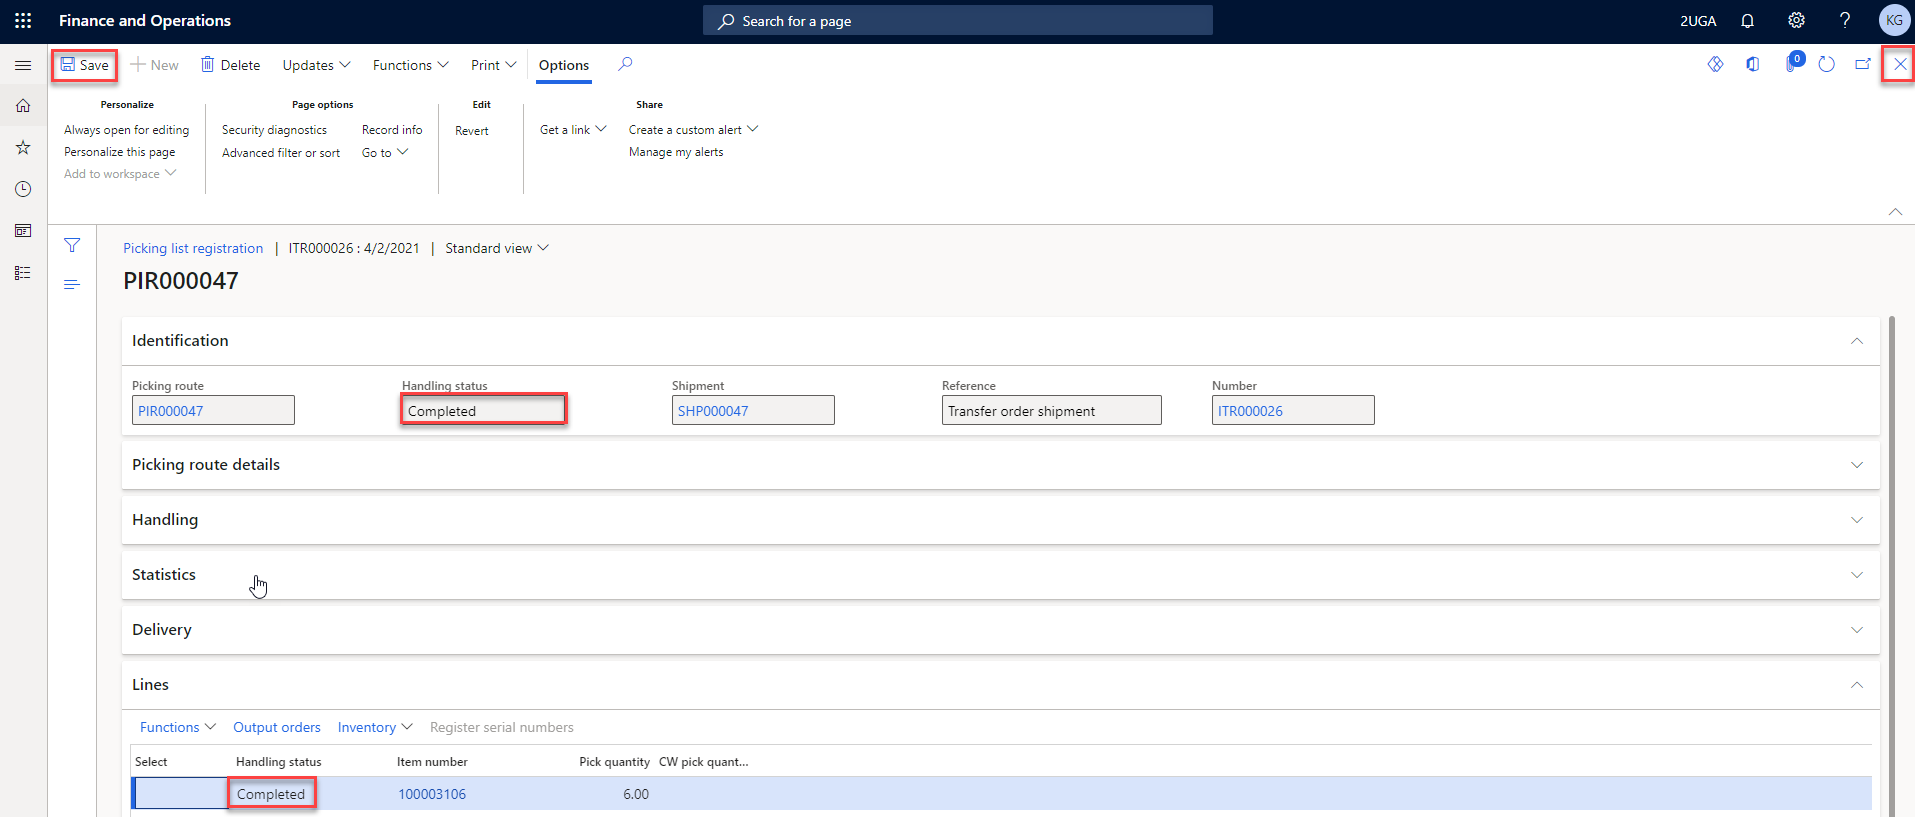 Finance and Operations
Search for a page
2UGA
KG
Save
New
Delete
Updates
Functions
Print
Options
0
Personalize
Always open for editing
Personalize this page
Add to workspace
Page options
Security diagnostics
Record info
Advanced filter or sort
Go to
Edit
Revert
Share
Get a link
Create a custom alert
Manage my alerts
Picking list registration | ITR000026 : 4/2/2021 | Standard view
PIR000047
Identification
Picking route
Handling status
Shipment
Reference
Number
PIR000047
Completed
SHP000047
Transfer order shipment
ITR000026
Picking route details
Handling
Statistics
Delivery
Lines
Functions
Output orders
Inventory
Register serial numbers
Select
Handling status
Item number
Pick quantity
CW pick quant...
Completed
100003106
6.00